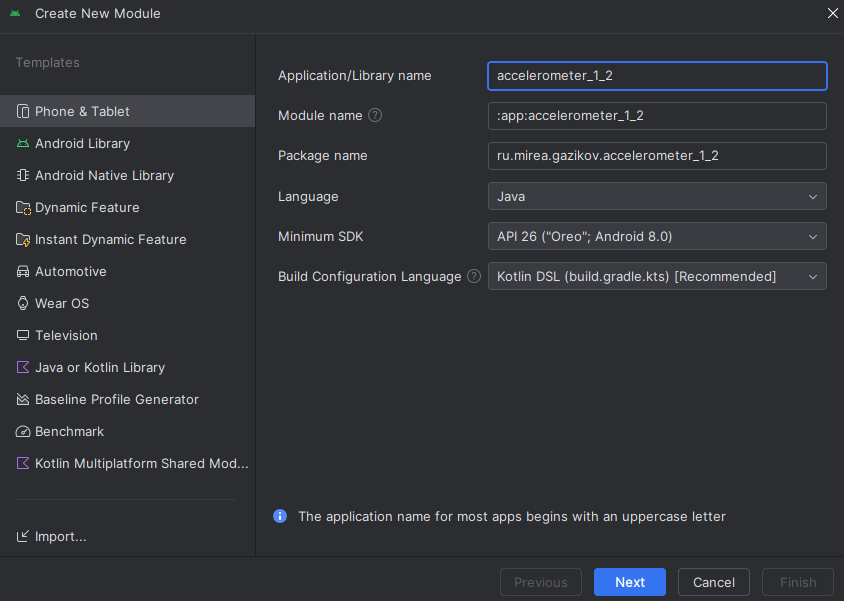 Create New Module
Templates
Phone & Tablet
Android Library
Android Native Library
Dynamic Feature
Instant Dynamic Feature
Automotive
Wear OS
Television
Java or Kotlin Library
Baseline Profile Generator
Benchmark
Kotlin Multiplatform Shared Mod...
Import...
Application/Library name accelerometer_1_2
Module name ? :app:accelerometer_1_2
Package name ru.mirea.gazikov.accelerometer_1_2
Language Java
Minimum SDK API 26 ("Oreo"; Android 8.0)
Build Configuration Language ? Kotlin DSL (build.gradle.kts) [Recommended]
The application name for most apps begins with an uppercase letter
Previous Next Cancel Finish